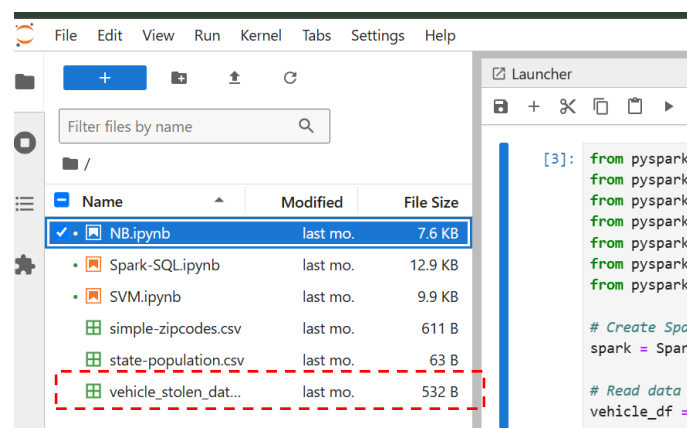 File Edit View Run Kernel Tabs Settings Help
+
Filter files by name
/
Name Modified File Size
NB.ipynb last mo. 7.6 KB
Spark-SQL.ipynb last mo. 12.9 KB
SVM.ipynb last mo. 9.9 KB
simple-zipcodes.csv last mo. 611 B
state-population.csv last mo. 63 B
vehicle_stolen_dat... last mo. 532 B
Launcher
+
[3]: from pyspark
from pyspark
from pyspark
from pyspark
from pyspark
from pyspark
from pyspark
# Create Spa
spark = Spar
# Read data
vehicle_df =